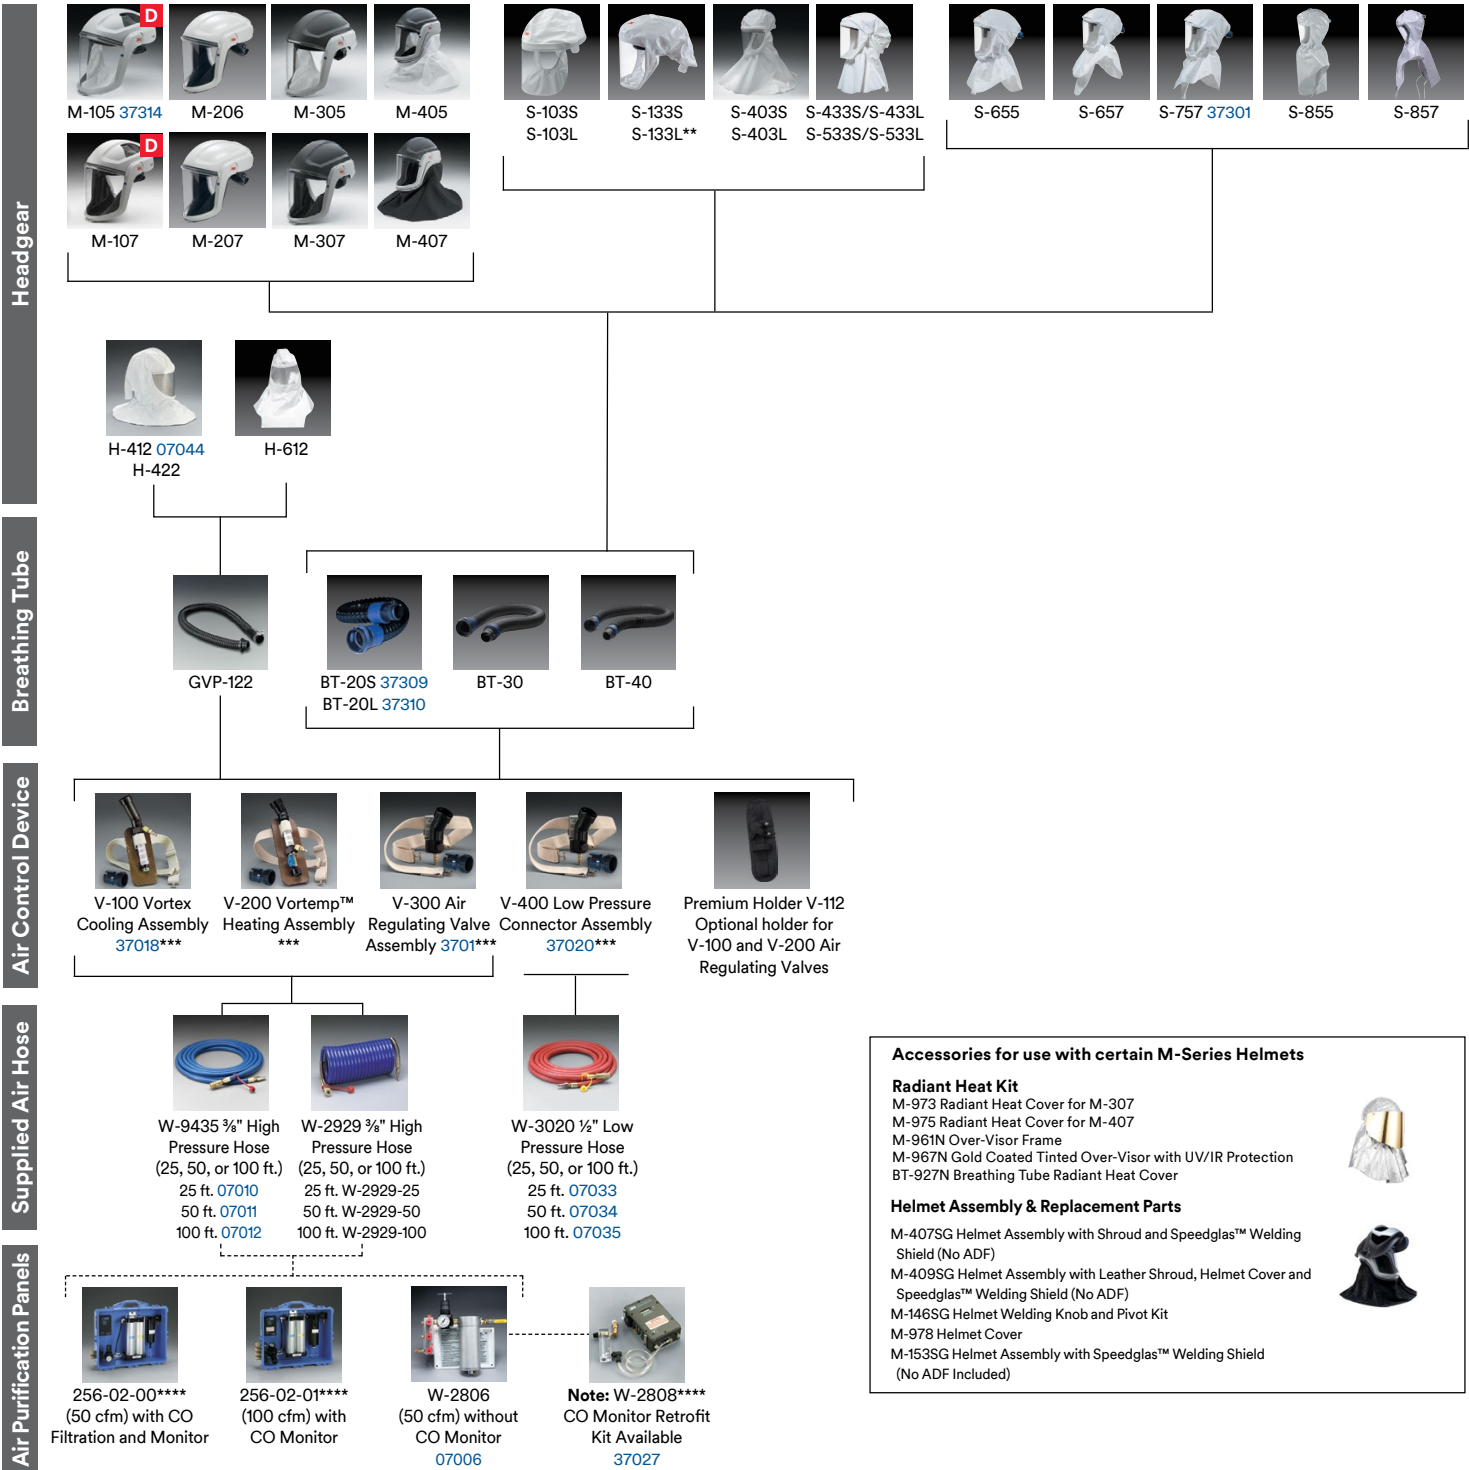 Headgear
D
M-105 37314
M-206
M-305
M-405
D
M-107
M-207
M-307
M-407
S-103S
S-103L
S-133S
S-133L**
S-403S
S-403L
S-433S/S-433L
S-533S/S-533L
S-655
S-657
S-757 37301
S-855
S-857
H-412 07044
H-422
H-612
Breathing Tube
GVP-122
BT-20S 37309
BT-20L 37310
BT-30
BT-40
Air Control Device
V-100 Vortex
Cooling Assembly
37018***
V-200 Vortemp™
Heating Assembly
***
V-300 Air
Regulating Valve
Assembly 3701***
V-400 Low Pressure
Connector Assembly
37020***
Premium Holder V-112
Optional holder for
V-100 and V-200 Air
Regulating Valves
Supplied Air Hose
W-9435 ⅜" High
Pressure Hose
(25, 50, or 100 ft.)
25 ft. 07010
50 ft. 07011
100 ft. 07012
W-2929 ⅜" High
Pressure Hose
(25, 50, or 100 ft.)
25 ft. W-2929-25
50 ft. W-2929-50
100 ft. W-2929-100
W-3020 ½" Low
Pressure Hose
(25, 50, or 100 ft.)
25 ft. 07033
50 ft. 07034
100 ft. 07035
Air Purification Panels
256-02-00****
(50 cfm) with CO
Filtration and Monitor
256-02-01****
(100 cfm) with
CO Monitor
W-2806
(50 cfm) without
CO Monitor
07006
Note: W-2808****
CO Monitor Retrofit
Kit Available
37027
Accessories for use with certain M-Series Helmets
Radiant Heat Kit
M-973 Radiant Heat Cover for M-307
M-975 Radiant Heat Cover for M-407
M-961N Over-Visor Frame
M-967N Gold Coated Tinted Over-Visor with UV/IR Protection
BT-927N Breathing Tube Radiant Heat Cover
Helmet Assembly & Replacement Parts
M-407SG Helmet Assembly with Shroud and Speedglas™ Welding
Shield (No ADF)
M-409SG Helmet Assembly with Leather Shroud, Helmet Cover and
Speedglas™ Welding Shield (No ADF)
M-146SG Helmet Welding Knob and Pivot Kit
M-978 Helmet Cover
M-153SG Helmet Assembly with Speedglas™ Welding Shield
(No ADF Included)